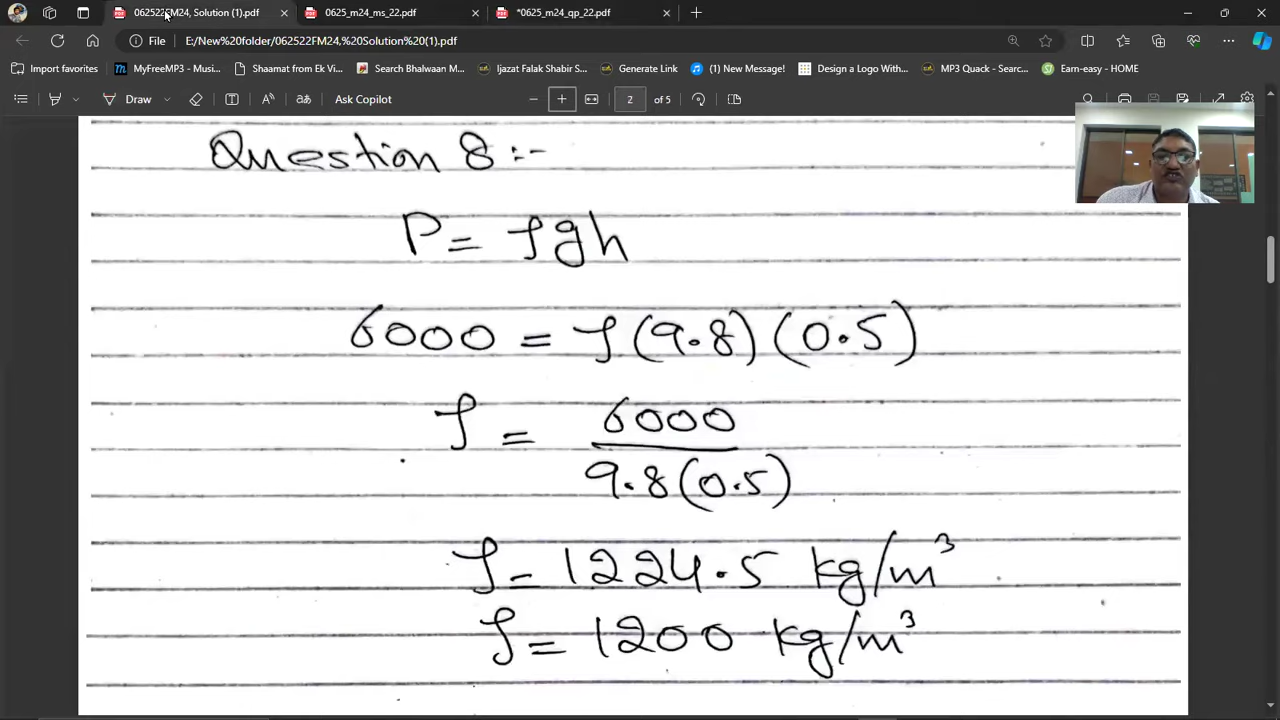 062522FM24, Solution (1).pdf
0625_m24_ms_22.pdf
*0625_m24_qp_22.pdf
File
E:/New%20folder/062522FM24,%20Solution%20(1).pdf
Import favorites
MyFreeMP3 - Musi...
Shaamat from Ek Vi...
Search Bhalwaan M...
Ijazat Falak Shabir S...
Generate Link
(1) New Message!
Design a Logo With...
MP3 Quack - Searc...
Earn-easy - HOME
Draw
Ask Copilot
2 of 5
Question 8 :-
P = ρgh
6000 = ρ(9.8)(0.5)
ρ = 6000
9.8(0.5)
ρ = 1224.5 kg/m³
ρ = 1200 kg/m³